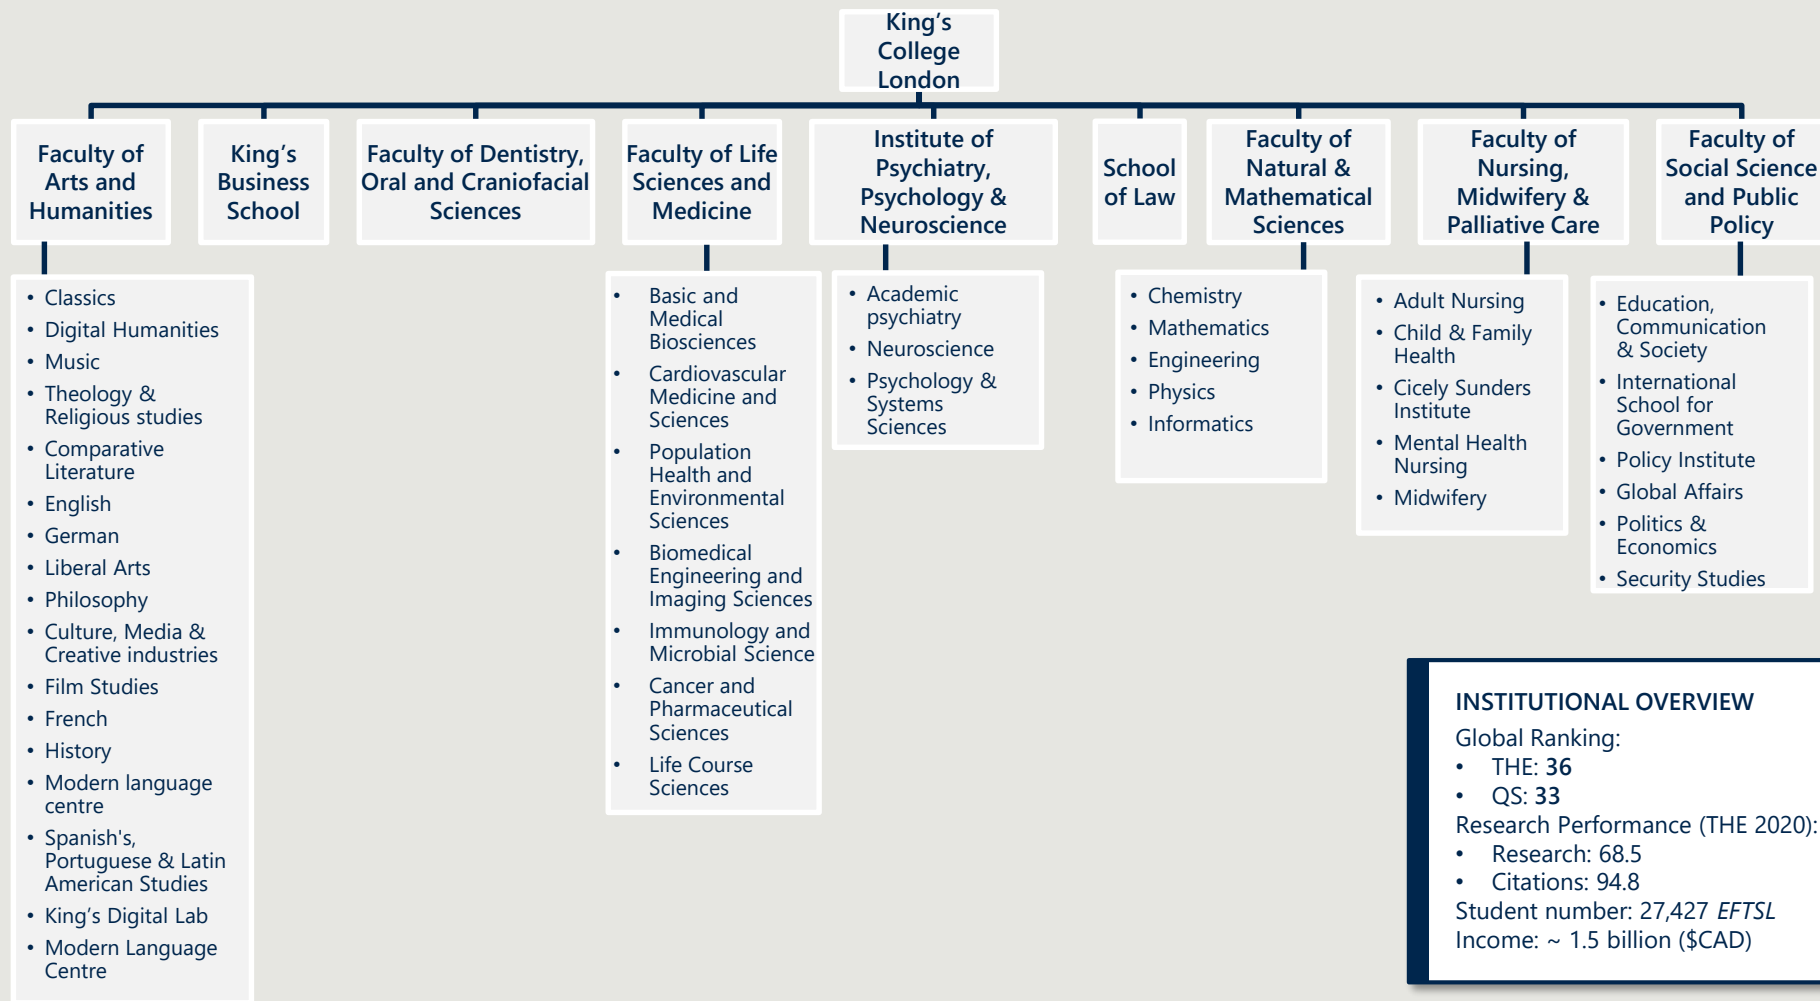 King's
College
London
Faculty of
Arts and
Humanities
King's
Business
School
Faculty of Dentistry,
Oral and Craniofacial
Sciences
Faculty of Life
Sciences and
Medicine
Institute of
Psychiatry,
Psychology &
Neuroscience
School
of Law
Faculty of
Natural &
Mathematical
Sciences
Faculty of
Nursing,
Midwifery &
Palliative Care
Faculty of
Social Science
and Public
Policy
• Classics
• Digital Humanities
• Music
• Theology &
Religious studies
• Comparative
Literature
• English
• German
• Liberal Arts
• Philosophy
• Culture, Media &
Creative industries
• Film Studies
• French
• History
• Modern language
centre
• Spanish's,
Portuguese & Latin
American Studies
• King's Digital Lab
• Modern Language
Centre
• Basic and
Medical
Biosciences
• Cardiovascular
Medicine and
Sciences
• Population
Health and
Environmental
Sciences
• Biomedical
Engineering and
Imaging Sciences
• Immunology and
Microbial Science
• Cancer and
Pharmaceutical
Sciences
• Life Course
Sciences
• Academic
psychiatry
• Neuroscience
• Psychology &
Systems
Sciences
• Chemistry
• Mathematics
• Engineering
• Physics
• Informatics
• Adult Nursing
• Child & Family
Health
• Cicely Sunders
Institute
• Mental Health
Nursing
• Midwifery
• Education,
Communication
& Society
• International
School for
Government
• Policy Institute
• Global Affairs
• Politics &
Economics
• Security Studies
INSTITUTIONAL OVERVIEW
Global Ranking:
• THE: 36
• QS: 33
Research Performance (THE 2020):
• Research: 68.5
• Citations: 94.8
Student number: 27,427 EFTSL
Income: ~ 1.5 billion ($CAD)